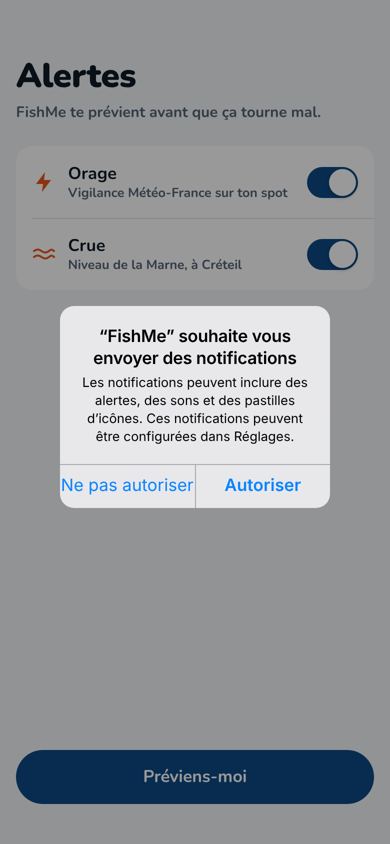 Alertes
FishMe te prévient avant que ça tourne mal.
Orage
Vigilance Météo-France sur ton spot
Crue
Niveau de la Marne, à Créteil
“FishMe” souhaite vous
envoyer des notifications
Les notifications peuvent inclure des
alertes, des sons et des pastilles
d’icônes. Ces notifications peuvent
être configurées dans Réglages.
Ne pas autoriser
Autoriser
Préviens-moi